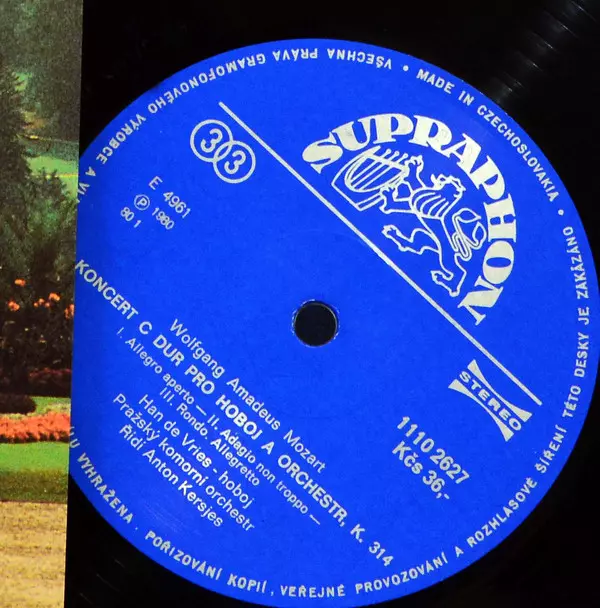 VŠECHNA PRÁVA GRAMOFONOVÉHO VÝROBCE A
VYHRAŽENA. POŘIZOVÁNÍ KOPIÍ, VEŘEJNÉ PROVOZOVÁNÍ A ROZHLASOVÉ ŠÍŘENÍ TÉTO DESKY JE ZAKÁZÁNO
• MADE IN CZECHOSLOVAKIA •
SUPRAPHON
33
E 4961
Ⓟ 1980
80 1
STEREO
1110 2627
Kčs 36,-
Wolfgang Amadeus Mozart
KONCERT C DUR PRO HOBOJ A ORCHESTR, K. 314
I. Allegro aperto — II. Adagio non troppo —
III. Rondo. Allegretto
Han de Vries - hoboj
Pražský komorní orchestr
Řídí Anton Kersjes